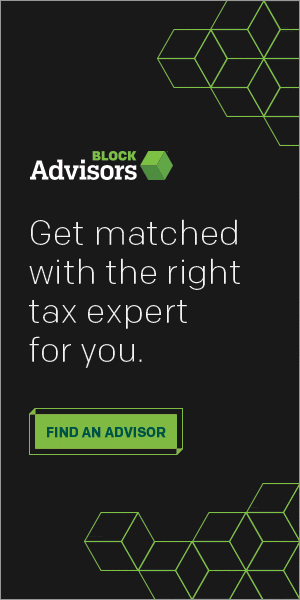 BLOCK
Advisors
Get matched
with the right
tax expert
for you.
FIND AN ADVISOR